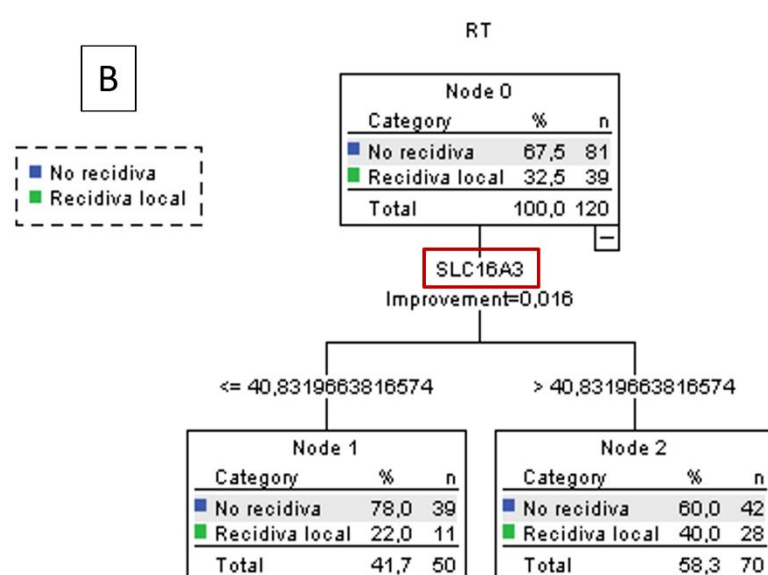 RT
B
No recidiva
Recidiva local
Node 0
Category % n
No recidiva 67,5 81
Recidiva local 32,5 39
Total 100,0 120
SLC16A3
Improvement=0,016
<= 40,8319663816574
> 40,8319663816574
Node 1
Category % n
No recidiva 78,0 39
Recidiva local 22,0 11
Total 41,7 50
Node 2
Category % n
No recidiva 60,0 42
Recidiva local 40,0 28
Total 58,3 70